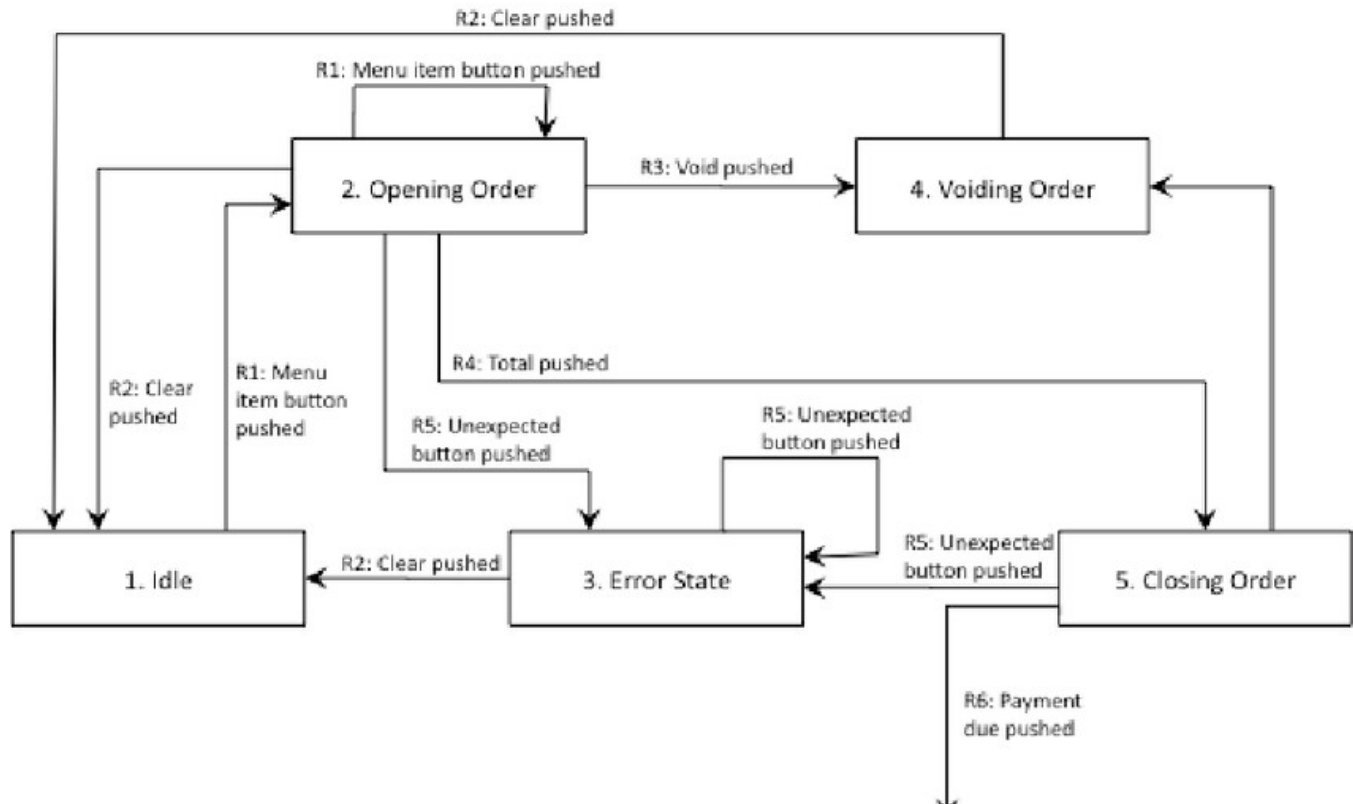 R2: Clear pushed
R1: Menu item button pushed
2. Opening Order
R3: Void pushed
4. Voiding Order
R2: Clear
pushed
R1: Menu
item button
pushed
R4: Total pushed
R5: Unexpected
button pushed
R5: Unexpected
button pushed
1. Idle
R2: Clear pushed
3. Error State
R5: Unexpected
button pushed
5. Closing Order
R6: Payment
due pushed